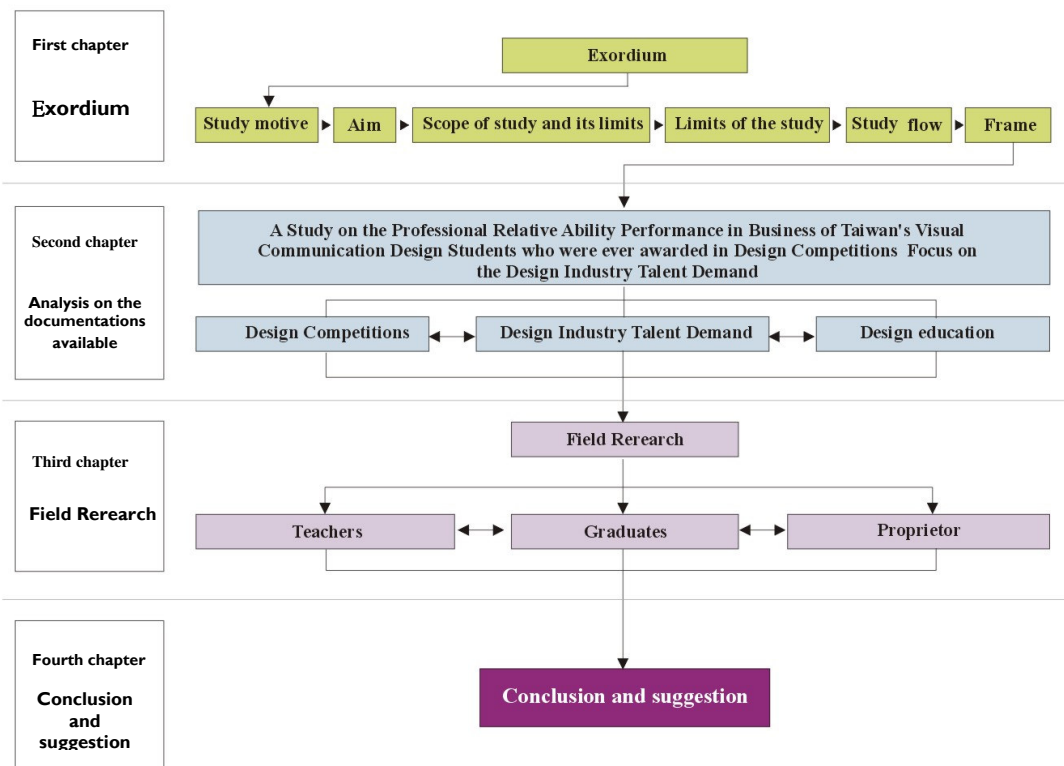 First chapter
Exordium
Exordium
Study motive
Aim
Scope of study and its limits
Limits of the study
Study flow
Frame
Second chapter
Analysis on the
documentations
available
A Study on the Professional Relative Ability Performance in Business of Taiwan's Visual
Communication Design Students who were ever awarded in Design Competitions Focus on
the Design Industry Talent Demand
Design Competitions
Design Industry Talent Demand
Design education
Third chapter
Field Rerearch
Field Rerearch
Teachers
Graduates
Proprietor
Fourth chapter
Conclusion
and
suggestion
Conclusion and suggestion